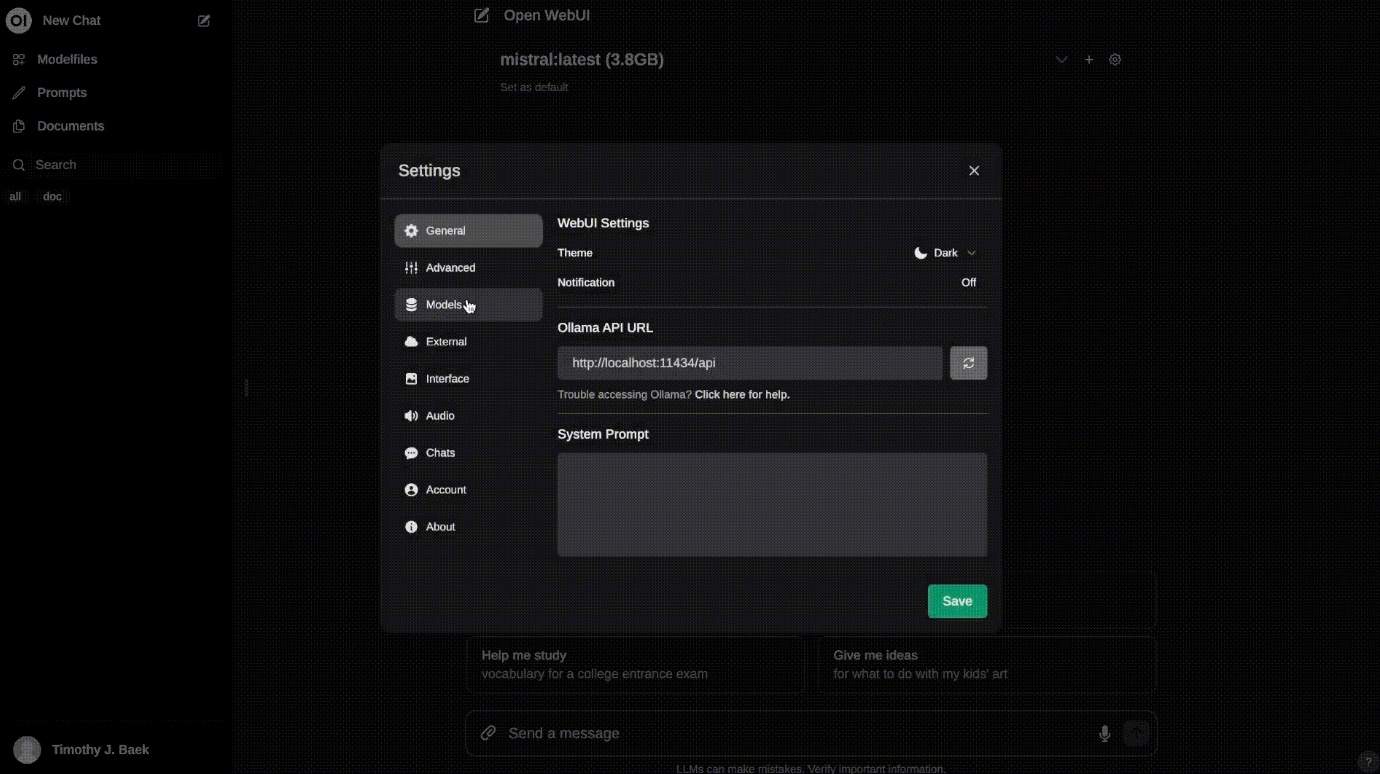 OI New Chat
Modelfiles
Prompts
Documents
Search
all doc
Timothy J. Baek
Open WebUI
mistral:latest (3.8GB)
Set as default
Settings
General
Advanced
Models
External
Interface
Audio
Chats
Account
About
WebUI Settings
Theme Dark
Notification Off
Ollama API URL
http://localhost:11434/api
Trouble accessing Ollama? Click here for help.
System Prompt
Save
Help me study
vocabulary for a college entrance exam
Give me ideas
for what to do with my kids' art
Send a message
LLMs can make mistakes. Verify important information.
?